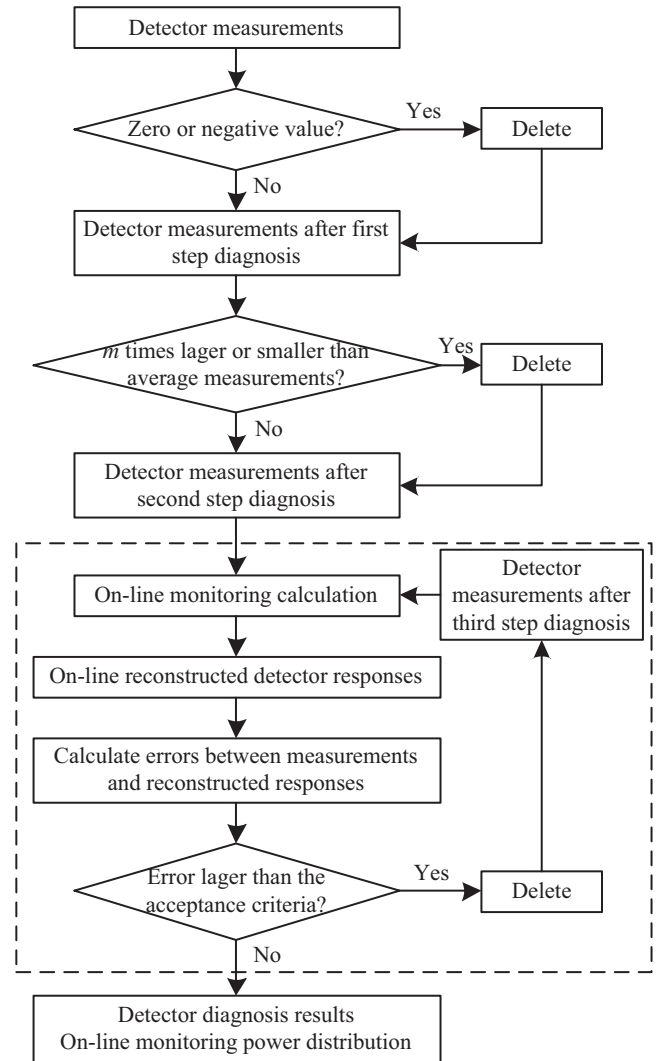 Detector measurements
Zero or negative value?
Yes
Delete
No
Detector measurements after first
step diagnosis
m times lager or smaller than
average measurements?
Yes
Delete
No
Detector measurements after
second step diagnosis
On-line monitoring calculation
Detector
measurements after
third step diagnosis
On-line reconstructed detector responses
Calculate errors between measurements
and reconstructed responses
Error lager than the
acceptance criteria?
Yes
Delete
No
Detector diagnosis results
On-line monitoring power distribution